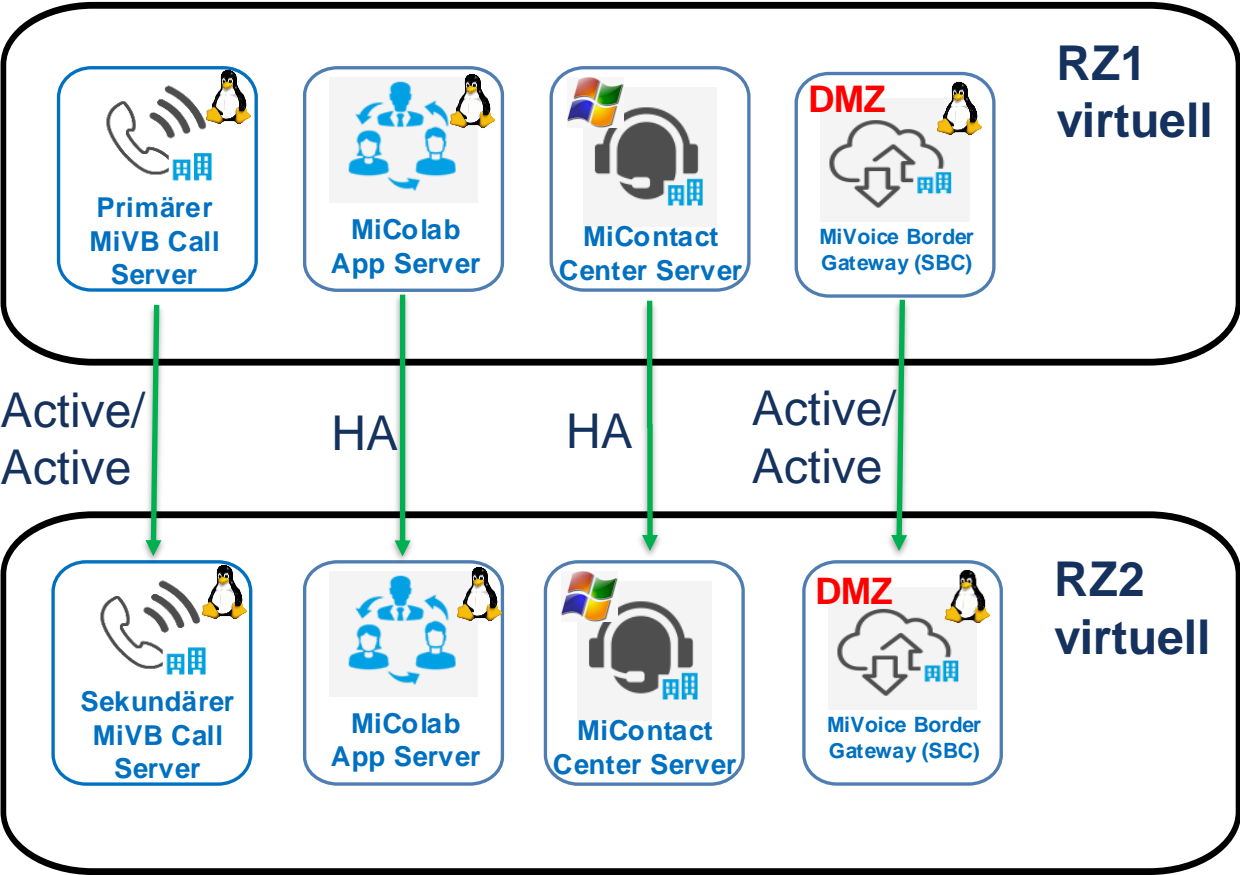 RZ1
virtuell
DMZ
Primärer
MiVB Call
Server
MiColab
App Server
MiContact
Center Server
MiVoice Border
Gateway (SBC)
Active/
Active
HA
HA
Active/
Active
RZ2
virtuell
DMZ
Sekundärer
MiVB Call
Server
MiColab
App Server
MiContact
Center Server
MiVoice Border
Gateway (SBC)